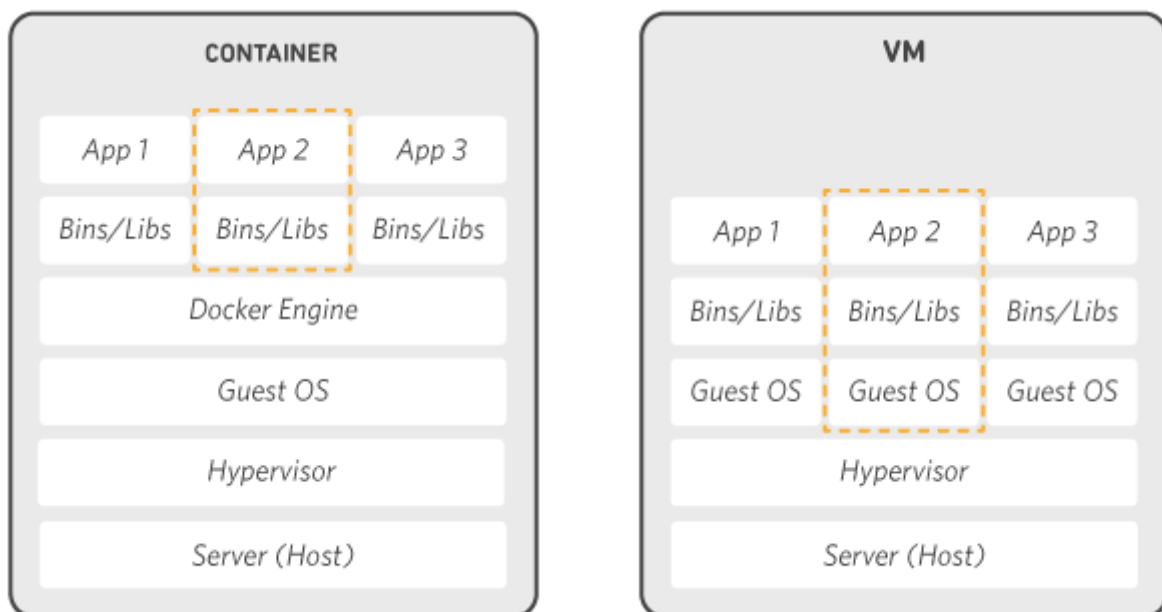 CONTAINER
App 1 App 2 App 3
Bins/Libs Bins/Libs Bins/Libs
Docker Engine
Guest OS
Hypervisor
Server (Host)
VM
App 1 App 2 App 3
Bins/Libs Bins/Libs Bins/Libs
Guest OS Guest OS Guest OS
Hypervisor
Server (Host)